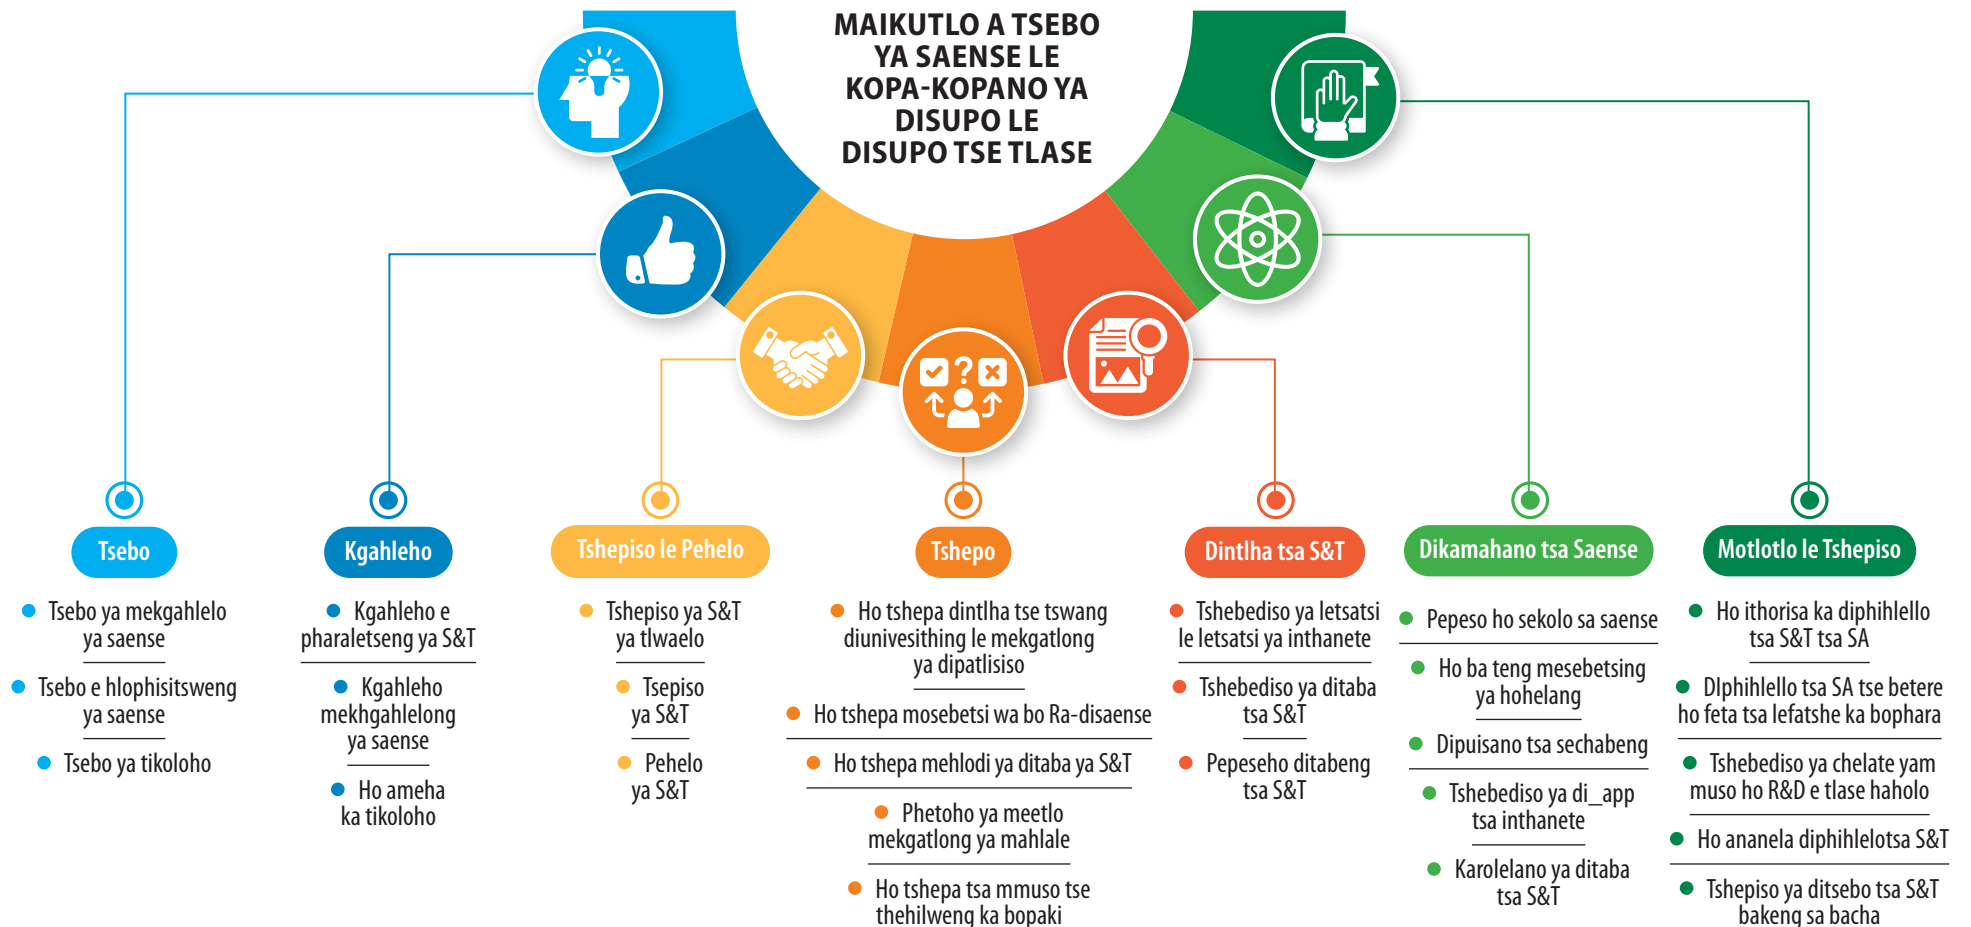 MAIKUTLO A TSEBO
YA SAENSE LE
KOPA-KOPANO YA
DISUPO LE
DISUPO TSE TLASE
Tsebo
Tsebo ya mekgahlelo
ya saense
Tsebo e hlophisitsweng
ya saense
Tsebo ya tikoloho
Kgahleho
Kgahleho e
pharaletseng ya S&T
Kgahleho
mekhgahlelong
ya saense
Ho ameha
ka tikoloho
Tshepiso le Pehelo
Tshepiso ya S&T
ya tlwaelo
Tsepiso
ya S&T
Pehelo
ya S&T
Tshepo
Ho tshepa dintlha tse tswang
diunivesithing le mekgatlong
ya dipatlisiso
Ho tshepa mosebetsi wa bo Ra-disaense
Ho tshepa mehlodi ya ditaba ya S&T
Phetoho ya meetlo
mekgatlong ya mahlale
Ho tshepa tsa mmuso tse
thehilweng ka bopaki
Dintlha tsa S&T
Tshebediso ya letsatsi
le letsatsi ya inthanete
Tshebediso ya ditaba
tsa S&T
Pepeseho ditabeng
tsa S&T
Dikamahano tsa Saense
Pepeso ho sekolo sa saense
Ho ba teng mesebetsing
ya hohelang
Dipuisano tsa sechabeng
Tshebediso ya di_app
tsa inthanete
Karolelano ya ditaba
tsa S&T
Motlotlo le Tshepiso
Ho ithorisa ka diphihlello
tsa S&T tsa SA
DIphihlello tsa SA tse betere
ho feta tsa lefatshe ka bophara
Tshebediso ya chelate yam
muso ho R&D e tlase haholo
Ho ananela diphihlelotsa S&T
Tshepiso ya ditsebo tsa S&T
bakeng sa bacha